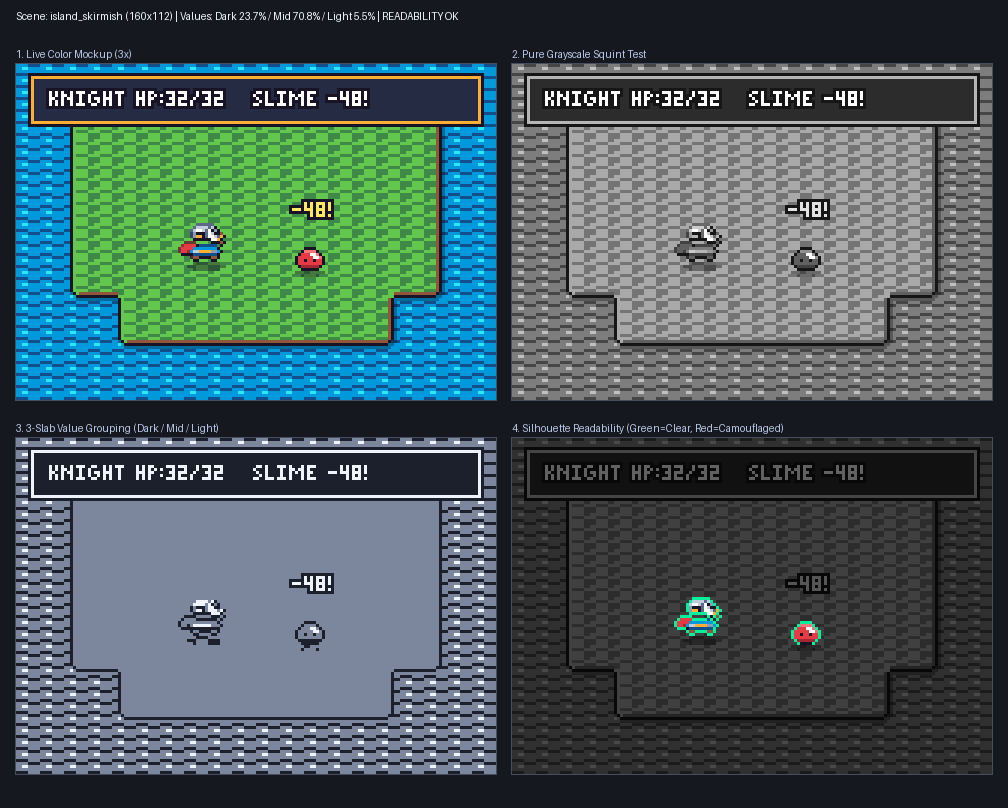 Scene: island_skirmish (160x112) | Values: Dark 23.7% / Mid 70.8% / Light 5.5% | READABILITY OK
1. Live Color Mockup (3x)
2. Pure Grayscale Squint Test
KNIGHT HP:32/32 SLIME -48!
KNIGHT HP:32/32 SLIME -48!
-48!
-48!
3. 3-Slab Value Grouping (Dark / Mid / Light)
4. Silhouette Readability (Green=Clear, Red=Camouflaged)
KNIGHT HP:32/32 SLIME -48!
KNIGHT HP:32/32 SLIME -48!
-48!
-48!